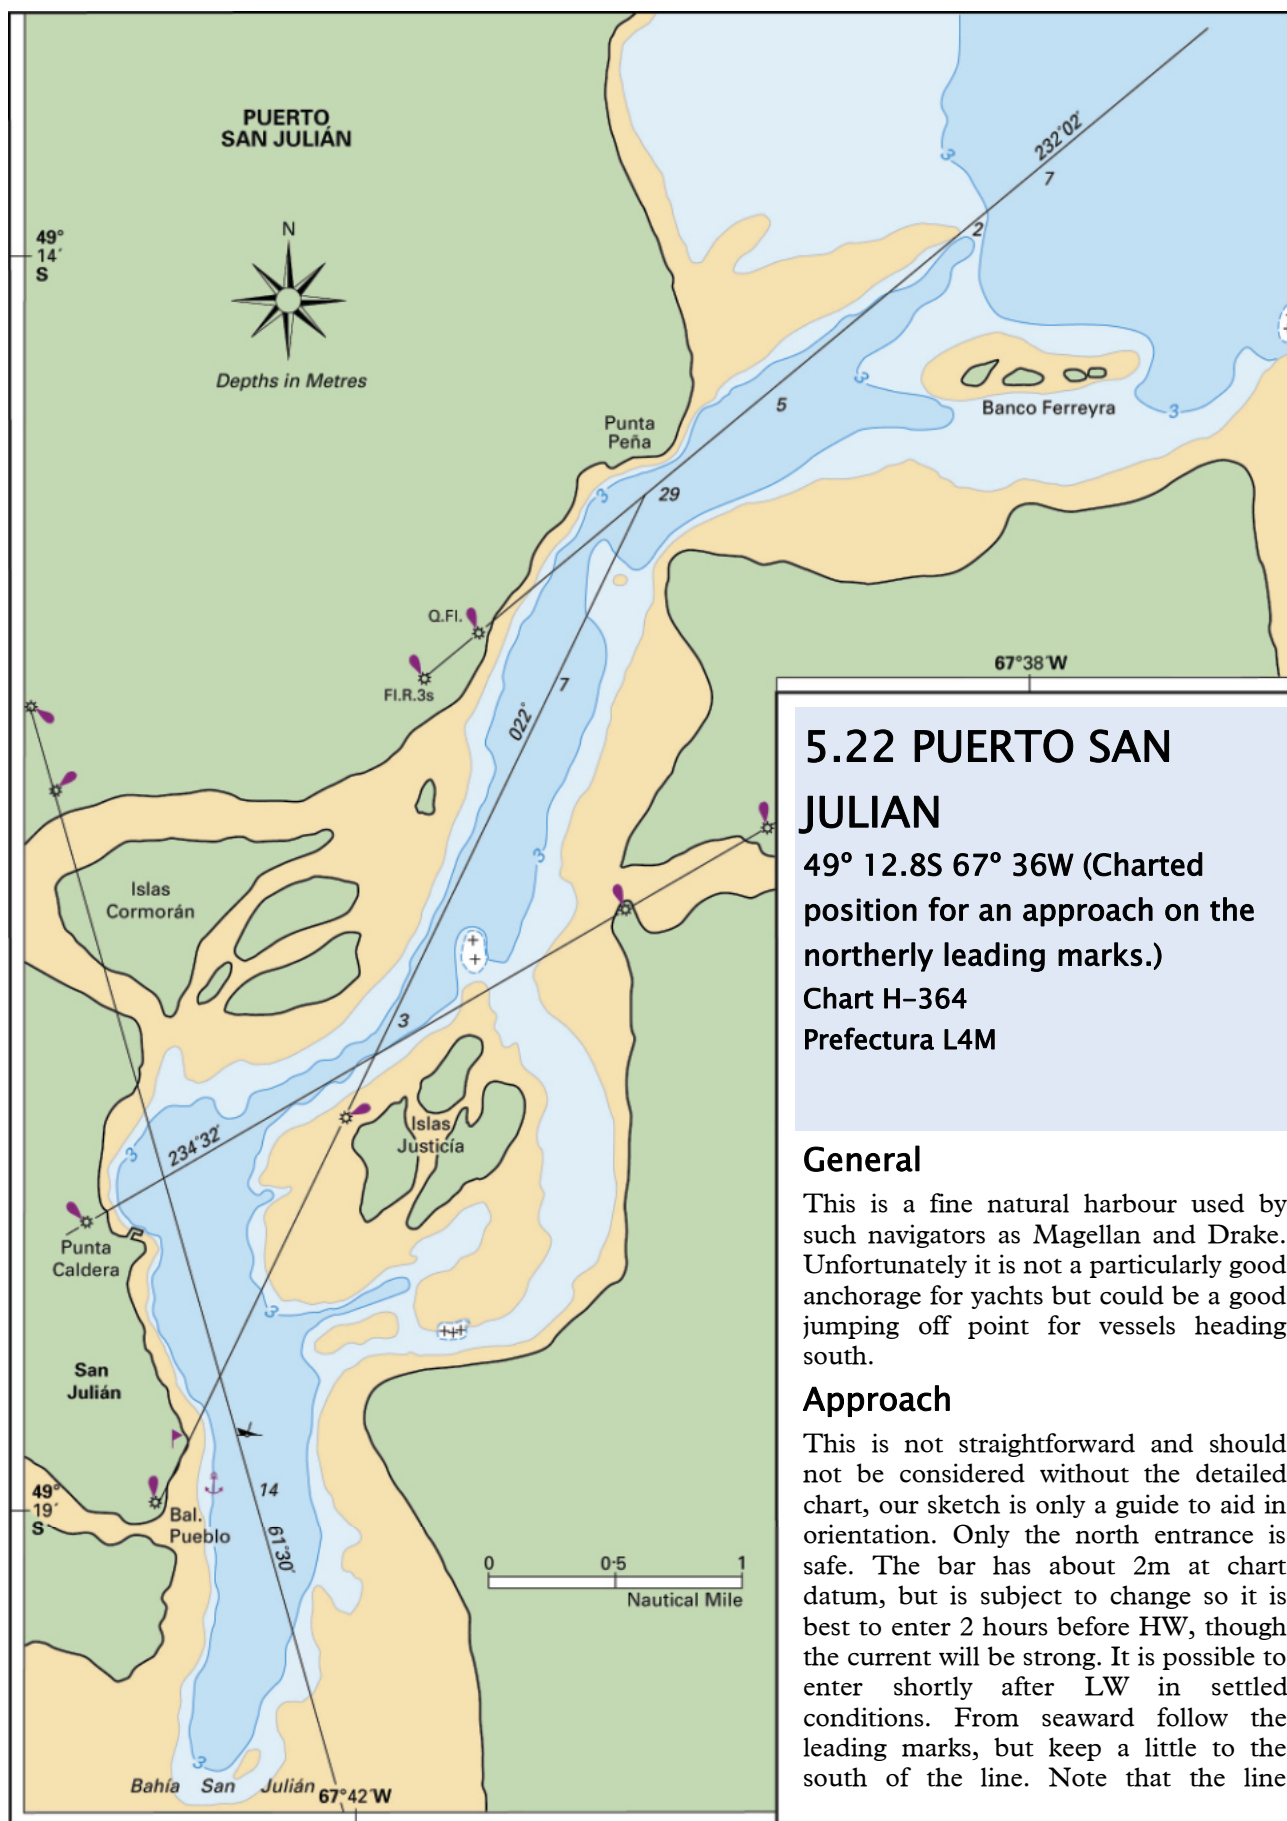 PUERTO
SAN JULIÁN
N
49°
14′
S
Depths in Metres
232°02′
7
3
2
3
5
Banco Ferreyra
3
Punta
Peña
3
29
Q.Fl.
Fl.R.3s
67°38′W
7
022°
3
Islas
Cormorán
3
Islas
Justicía
3
234°32′
Punta
Caldera
3
San
Julián
14
49°
19′
S
Bal.
Pueblo
61°30′
0 0·5 1
Nautical Mile
3
Bahía San Julián
67°42′W
5.22 PUERTO SAN
JULIAN
49º 12.8S 67º 36W (Charted
position for an approach on the
northerly leading marks.)
Chart H-364
Prefectura L4M
General
This is a fine natural harbour used by
such navigators as Magellan and Drake.
Unfortunately it is not a particularly good
anchorage for yachts but could be a good
jumping off point for vessels heading
south.
Approach
This is not straightforward and should
not be considered without the detailed
chart, our sketch is only a guide to aid in
orientation. Only the north entrance is
safe. The bar has about 2m at chart
datum, but is subject to change so it is
best to enter 2 hours before HW, though
the current will be strong. It is possible to
enter shortly after LW in settled
conditions. From seaward follow the
leading marks, but keep a little to the
south of the line. Note that the line